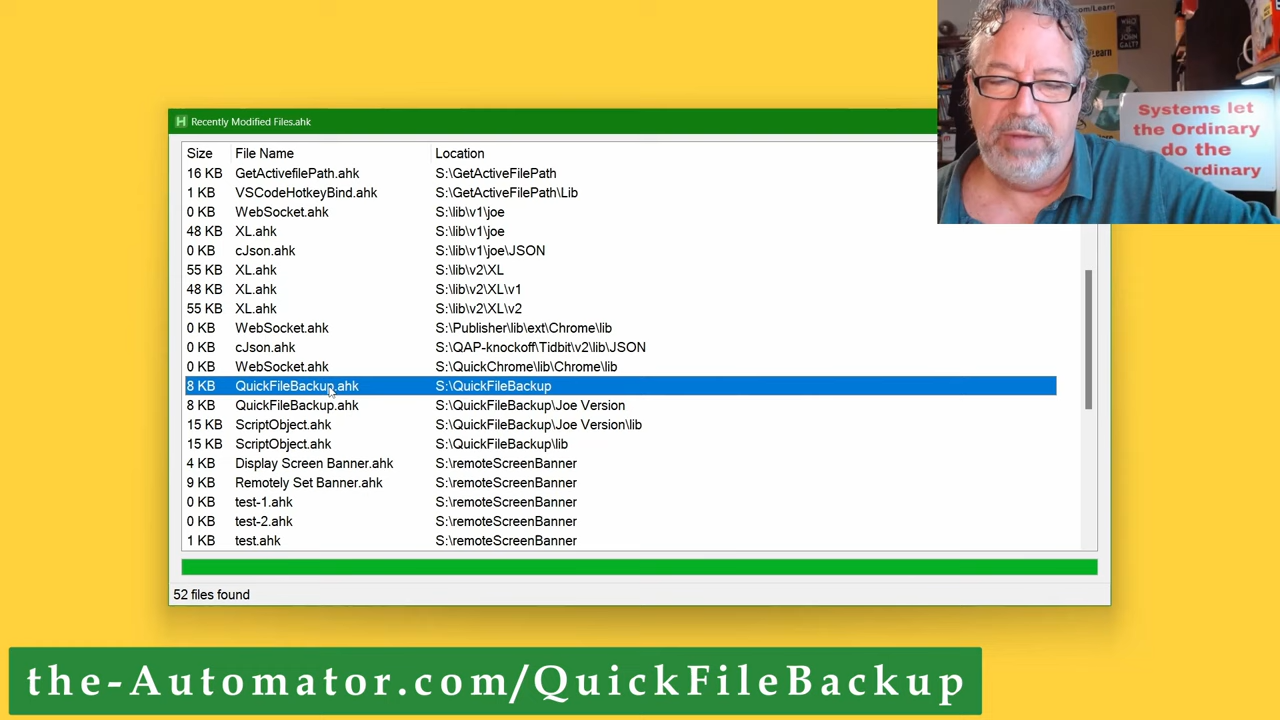 .com/Learn
WHO
JOHN
GALT?
/Learn
Systems let
the Ordinary
do the
ordinary
Recently Modified Files.ahk
Size File Name Location
16 KB GetActivefilePath.ahk S:\GetActiveFilePath
1 KB VSCodeHotkeyBind.ahk S:\GetActiveFilePath\Lib
0 KB WebSocket.ahk S:\lib\v1\joe
48 KB XL.ahk S:\lib\v1\joe
0 KB cJson.ahk S:\lib\v1\joe\JSON
55 KB XL.ahk S:\lib\v2\XL
48 KB XL.ahk S:\lib\v2\XL\v1
55 KB XL.ahk S:\lib\v2\XL\v2
0 KB WebSocket.ahk S:\Publisher\lib\ext\Chrome\lib
0 KB cJson.ahk S:\QAP-knockoff\Tidbit\v2\lib\JSON
0 KB WebSocket.ahk S:\QuickChrome\lib\Chrome\lib
8 KB QuickFileBackup.ahk S:\QuickFileBackup
8 KB QuickFileBackup.ahk S:\QuickFileBackup\Joe Version
15 KB ScriptObject.ahk S:\QuickFileBackup\Joe Version\lib
15 KB ScriptObject.ahk S:\QuickFileBackup\lib
4 KB Display Screen Banner.ahk S:\remoteScreenBanner
9 KB Remotely Set Banner.ahk S:\remoteScreenBanner
0 KB test-1.ahk S:\remoteScreenBanner
0 KB test-2.ahk S:\remoteScreenBanner
1 KB test.ahk S:\remoteScreenBanner
52 files found
the-Automator.com/QuickFileBackup